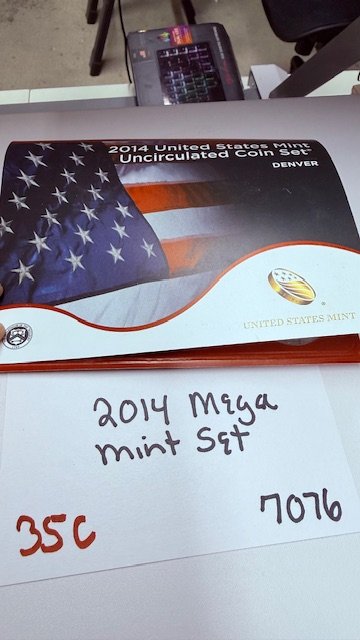 2014 United States Mint
Uncirculated Coin Set
DENVER
UNITED STATES MINT
2014 Mega
mint Set
35C
7076